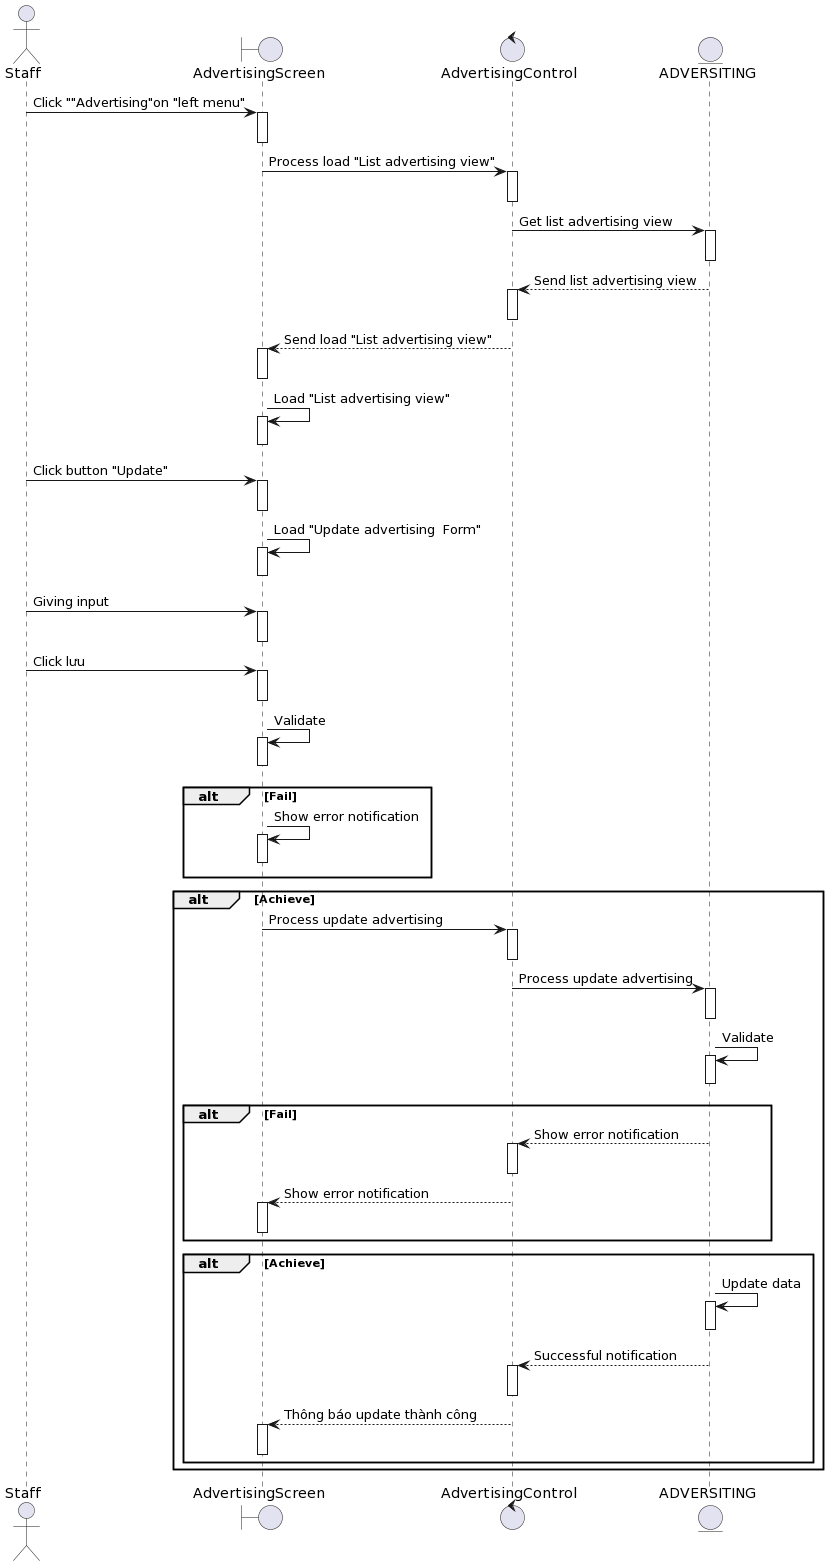 Staff
AdvertisingScreen
AdvertisingControl
ADVERSITING
Click ""Advertising"on "left menu"
Process load "List advertising view"
Get list advertising view
Send list advertising view
Send load "List advertising view"
Load "List advertising view"
Click button "Update"
Load "Update advertising  Form"
Giving input
Click lưu
Validate
alt
[Fail]
Show error notification
alt
[Achieve]
Process update advertising
Process update advertising
Validate
alt
[Fail]
Show error notification
Show error notification
alt
[Achieve]
Update data
Successful notification
Thông báo update thành công
Staff
AdvertisingScreen
AdvertisingControl
ADVERSITING